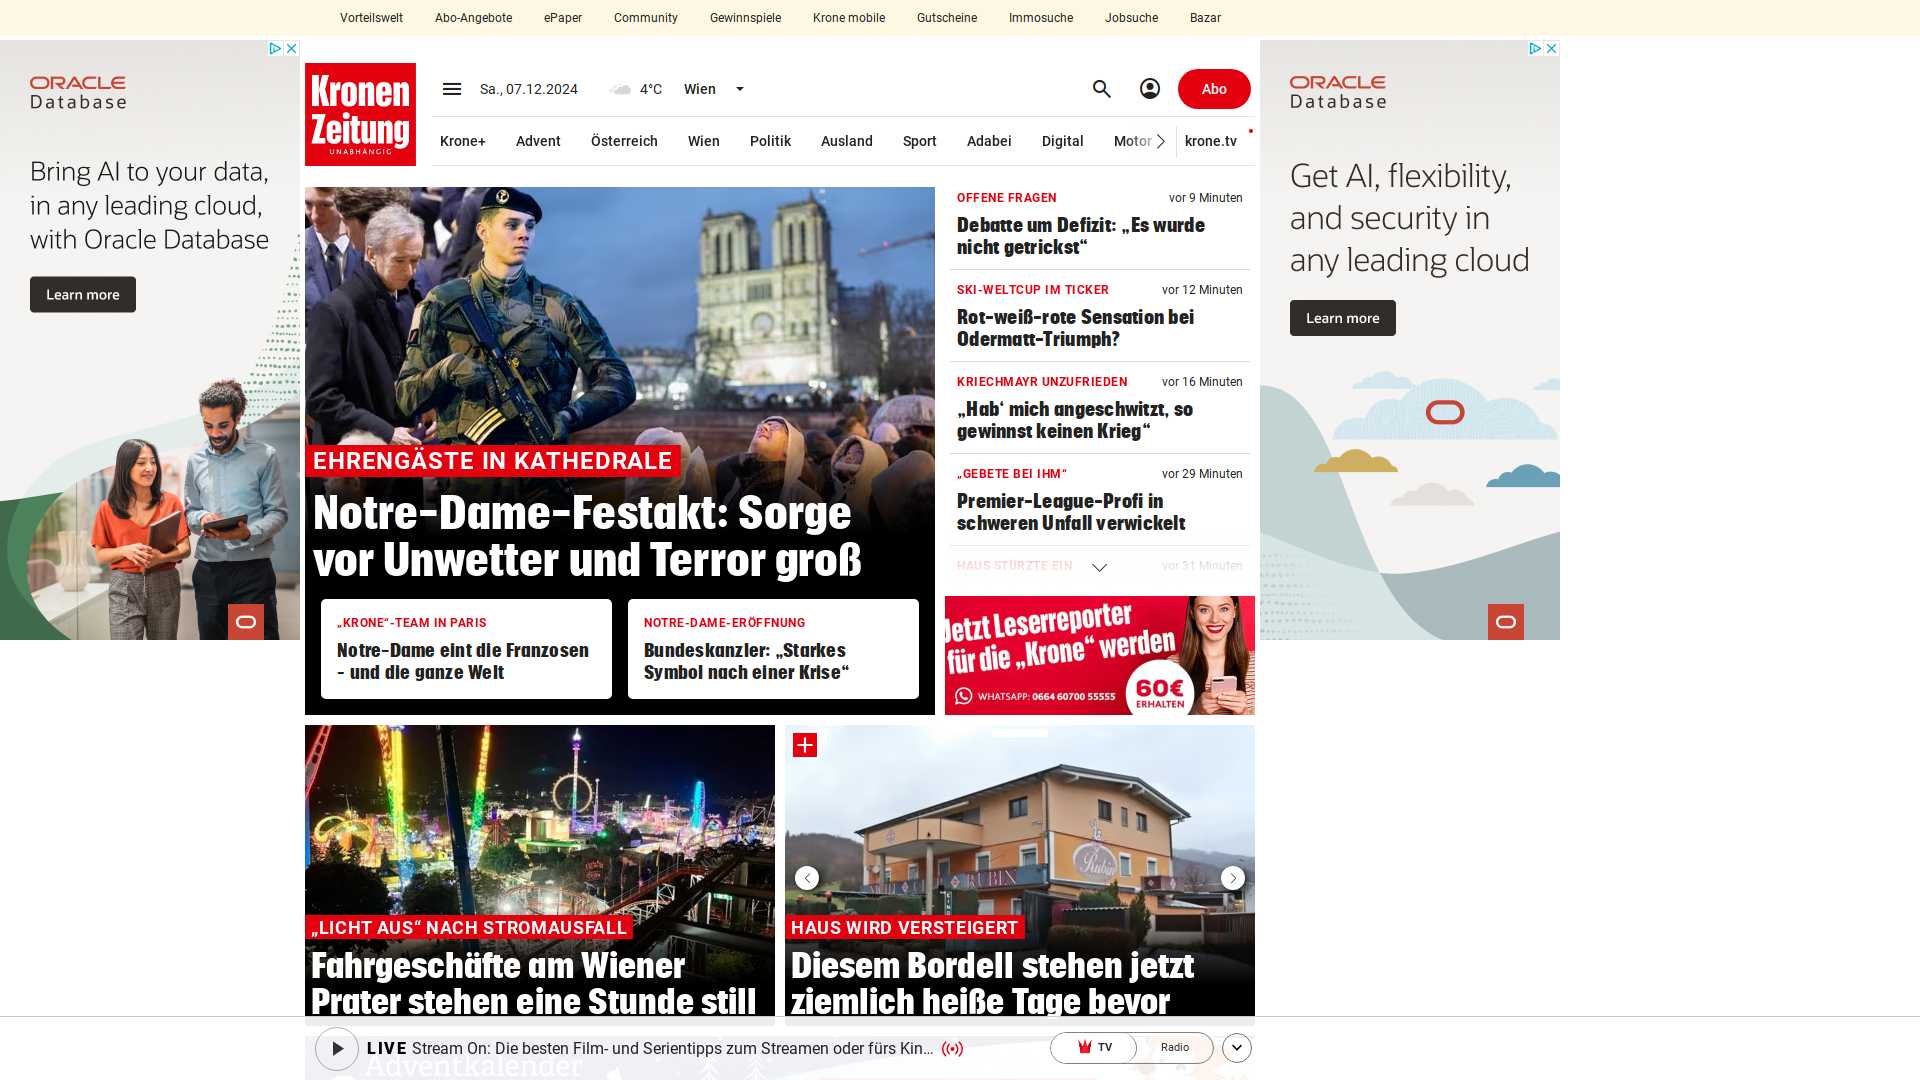 Vorteilswelt Abo-Angebote ePaper Community Gewinnspiele Krone mobile Gutscheine Immosuche Jobsuche Bazar
ORACLE
Database
Bring AI to your data,
in any leading cloud,
with Oracle Database
Learn more
Kronen
Zeitung
UNABHÄNGIG
Sa., 07.12.2024 4°C Wien
Abo
Krone+ Advent Österreich Wien Politik Ausland Sport Adabei Digital Motor krone.tv
EHRENGÄSTE IN KATHEDRALE
Notre-Dame-Festakt: Sorge
vor Unwetter und Terror groß
„KRONE“-TEAM IN PARIS
Notre-Dame eint die Franzosen
- und die ganze Welt
NOTRE-DAME-ERÖFFNUNG
Bundeskanzler: „Starkes
Symbol nach einer Krise“
OFFENE FRAGEN vor 9 Minuten
Debatte um Defizit: „Es wurde
nicht getrickst“
SKI-WELTCUP IM TICKER vor 12 Minuten
Rot-weiß-rote Sensation bei
Odermatt-Triumph?
KRIECHMAYR UNZUFRIEDEN vor 16 Minuten
„Hab‘ mich angeschwitzt, so
gewinnst keinen Krieg“
„GEBETE BEI IHM“ vor 29 Minuten
Premier-League-Profi in
schweren Unfall verwickelt
HAUS STÜRZTE EIN vor 31 Minuten
Jetzt Leserreporter
für die „Krone“ werden
WHATSAPP: 0664 60700 55555
60€
ERHALTEN
ORACLE
Database
Get AI, flexibility,
and security in
any leading cloud
Learn more
„LICHT AUS“ NACH STROMAUSFALL
Fahrgeschäfte am Wiener
Prater stehen eine Stunde still
Rubin
RUBIN
HAUS WIRD VERSTEIGERT
Diesem Bordell stehen jetzt
ziemlich heiße Tage bevor
LIVE Stream On: Die besten Film- und Serientipps zum Streamen oder fürs Kin... TV Radio
Adventkalender